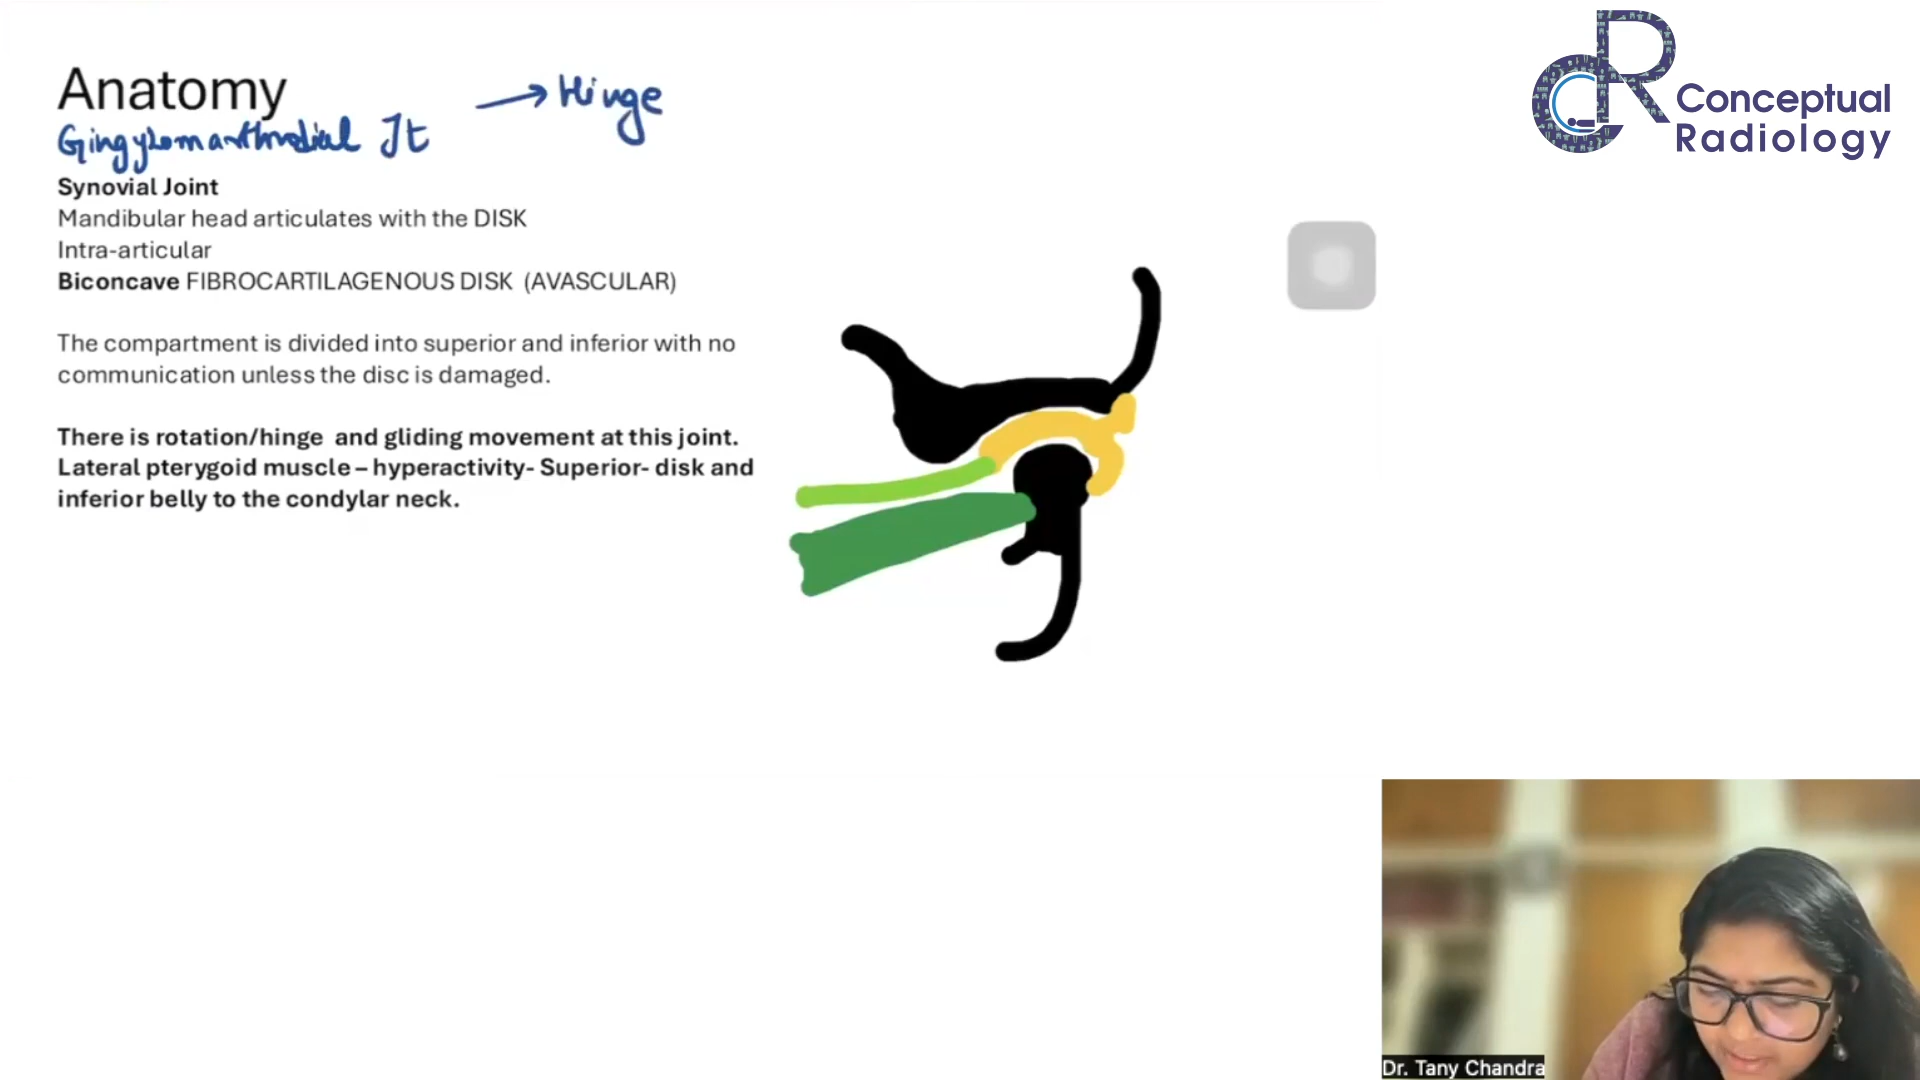 Anatomy
→ Hinge
Gingylomarthrodial Jt
Synovial Joint
Mandibular head articulates with the DISK
Intra-articular
Biconcave FIBROCARTILAGENOUS DISK (AVASCULAR)
The compartment is divided into superior and inferior with no
communication unless the disc is damaged.
There is rotation/hinge and gliding movement at this joint.
Lateral pterygoid muscle – hyperactivity- Superior- disk and
inferior belly to the condylar neck.
CR Conceptual
Radiology
Dr. Tany Chandra